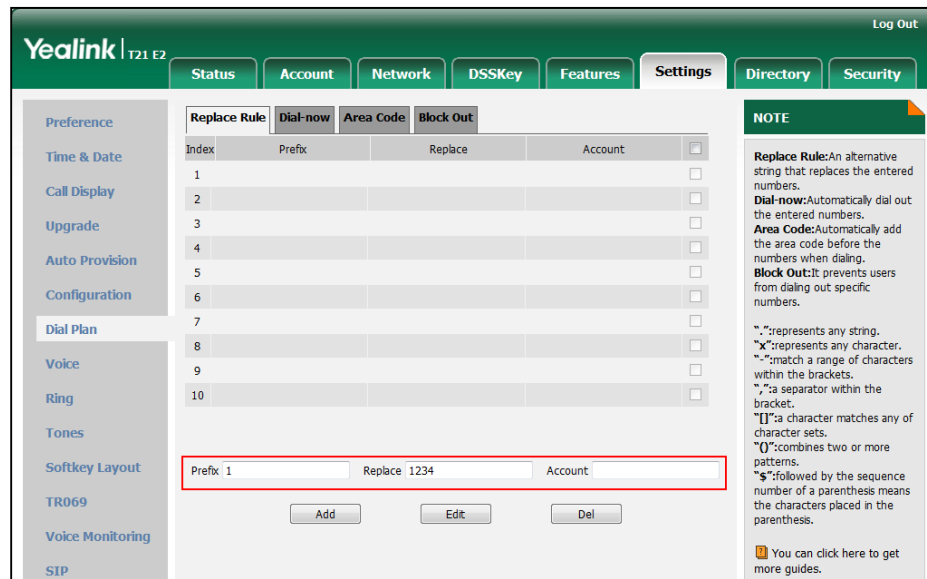 Log Out
Yealink T21 E2
Status Account Network DSSKey Features Settings Directory Security
Preference
Time & Date
Call Display
Upgrade
Auto Provision
Configuration
Dial Plan
Voice
Ring
Tones
Softkey Layout
TR069
Voice Monitoring
SIP
Replace Rule Dial-now Area Code Block Out
Index Prefix Replace Account
1
2
3
4
5
6
7
8
9
10
Prefix 1 Replace 1234 Account
Add Edit Del
NOTE
Replace Rule:An alternative
string that replaces the entered
numbers.
Dial-now:Automatically dial out
the entered numbers.
Area Code:Automatically add
the area code before the
numbers when dialing.
Block Out:It prevents users
from dialing out specific
numbers.
".":represents any string.
"x":represents any character.
"-":match a range of characters
within the brackets.
",":a separator within the
bracket.
"[]":a character matches any of
character sets.
"()":combines two or more
patterns.
"$":followed by the sequence
number of a parenthesis means
the characters placed in the
parenthesis.
You can click here to get
more guides.